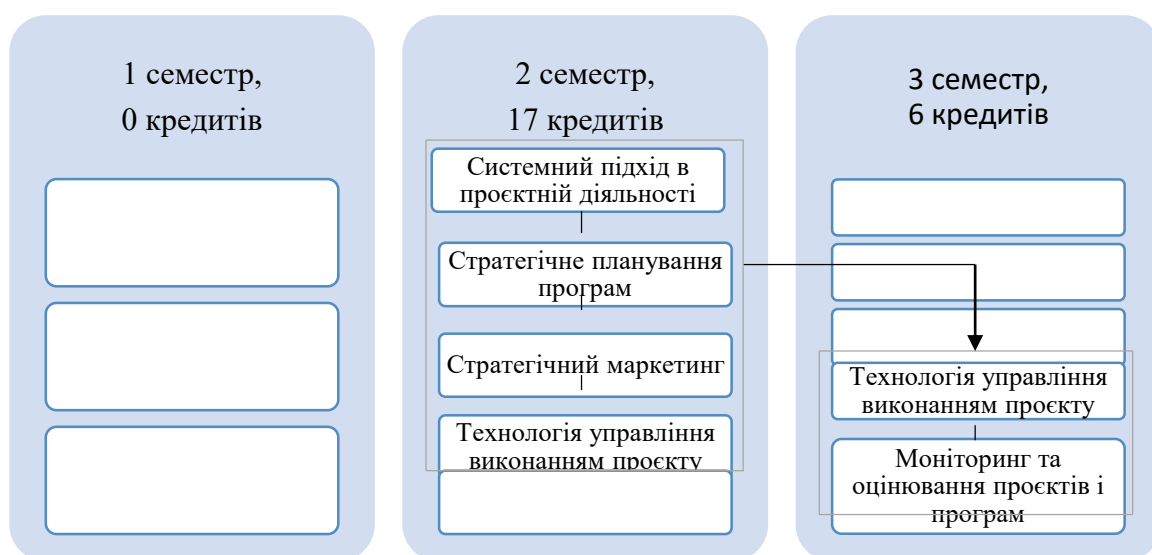 1 семестр,
0 кредитів
2 семестр,
17 кредитів
Системний підхід в
проєктній діяльності
Стратегічне планування
програм
Стратегічний маркетинг
Технологія управління
виконанням проєкту
3 семестр,
6 кредитів
Технологія управління
виконанням проєкту
Моніторинг та
оцінювання проєктів і
програм